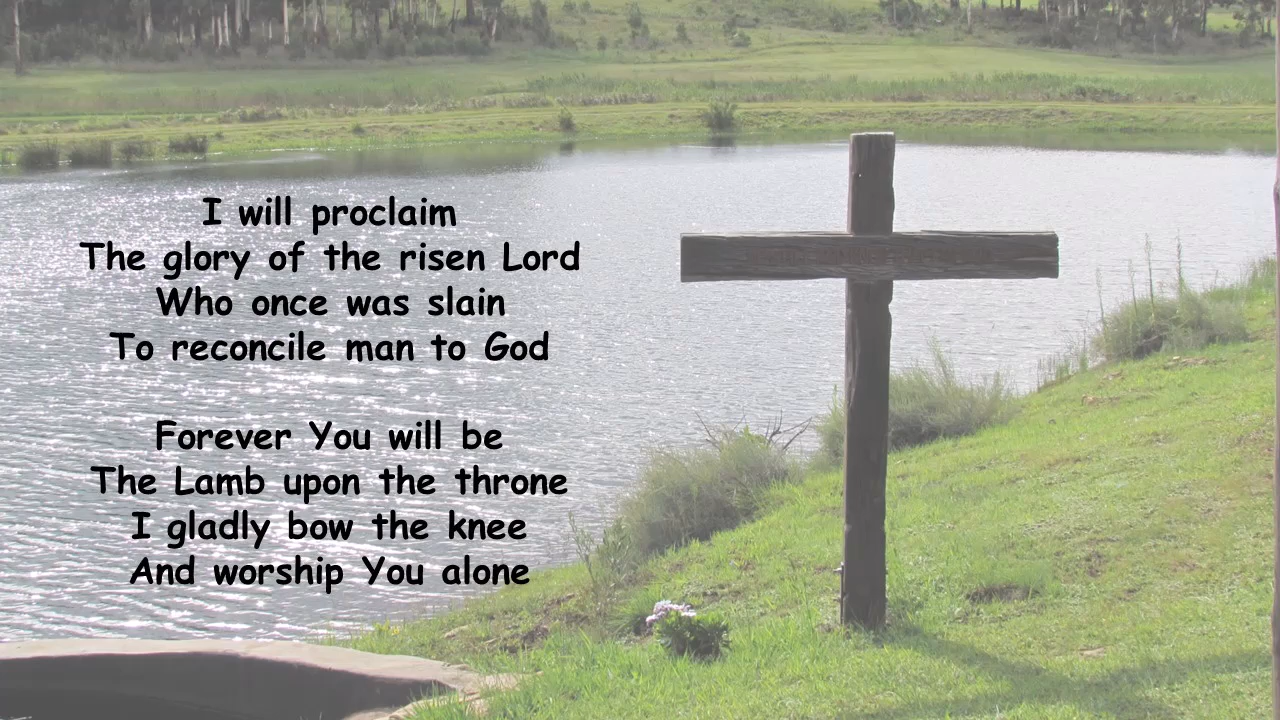 I will proclaim
The glory of the risen Lord
Who once was slain
To reconcile man to God
Forever You will be
The Lamb upon the throne
I gladly bow the knee
And worship You alone